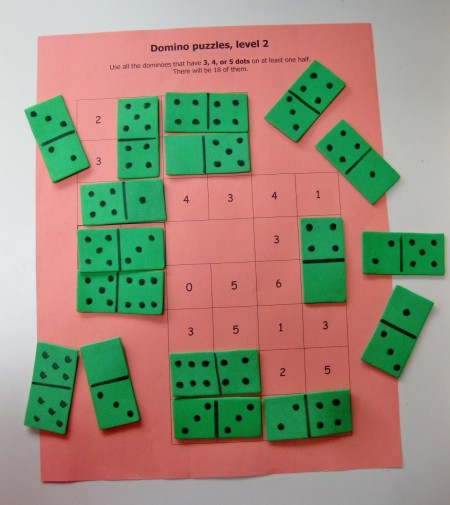 Domino puzzles, level 2
Use all the dominoes that have 3, 4, or 5 dots on at least one half.
There will be 18 of them.
2
3
4 3 4 1
3
0 5 6
3 5 1 3
2 5